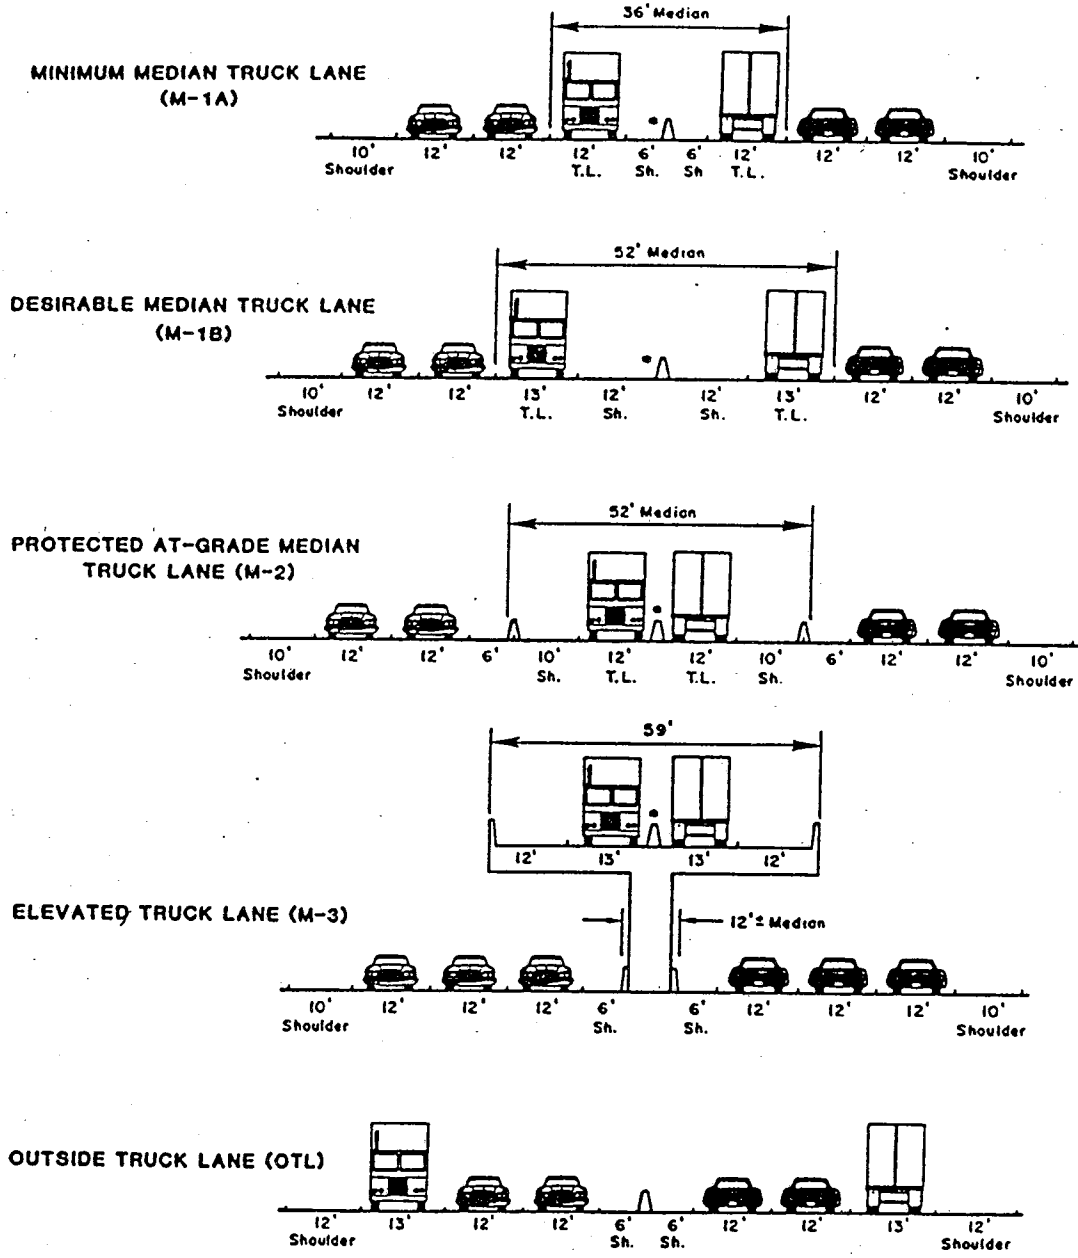 36' Median
MINIMUM MEDIAN TRUCK LANE
(M-1A)
10' 12' 12' 12' 6' 6' 12' 12' 12' 10'
Shoulder T.L. Sh. Sh T.L. Shoulder
52' Median
DESIRABLE MEDIAN TRUCK LANE
(M-1B)
10' 12' 12' 13' 12' 12' 13' 12' 12' 10'
Shoulder T.L. Sh. Sh. T.L. Shoulder
52' Median
PROTECTED AT-GRADE MEDIAN
TRUCK LANE (M-2)
10' 12' 12' 6' 10' 12' 12' 10' 6' 12' 12' 10'
Shoulder Sh. T.L. T.L. Sh. Shoulder
59'
12' 13' 13' 12'
ELEVATED TRUCK LANE (M-3)
12'± Median
10' 12' 12' 12' 6' 6' 12' 12' 12' 10'
Shoulder Sh. Sh. Shoulder
OUTSIDE TRUCK LANE (OTL)
12' 13' 12' 12' 6' 6' 12' 12' 13' 12'
Shoulder Sh. Sh. Shoulder